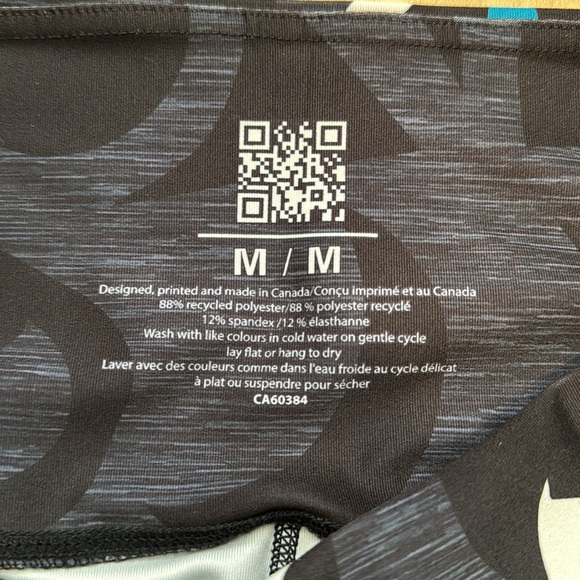 M / M
Designed, printed and made in Canada/Conçu imprimé et au Canada
88% recycled polyester/88 % polyester recyclé
12% spandex /12 % élasthanne
Wash with like colours in cold water on gentle cycle
lay flat or hang to dry
Laver avec des couleurs comme dans l'eau froide au cycle délicat
à plat ou suspendre pour sécher
CA60384